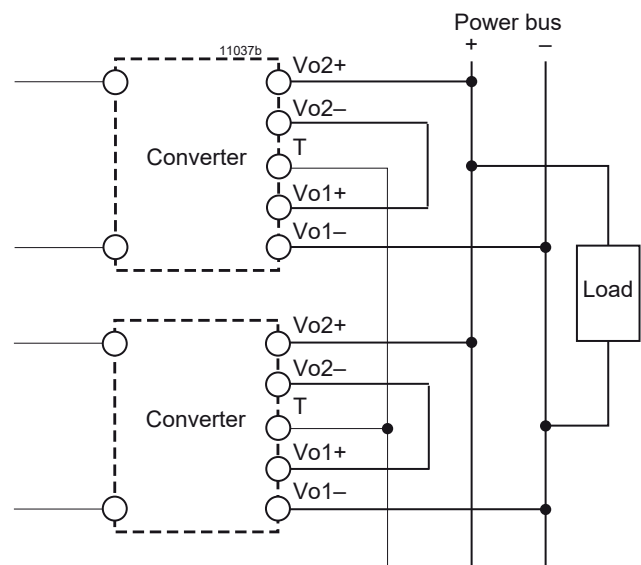 Power bus
+ –
11037b
Vo2+
Vo2–
T
Converter
Vo1+
Vo1–
Load
Vo2+
Vo2–
T
Converter
Vo1+
Vo1–